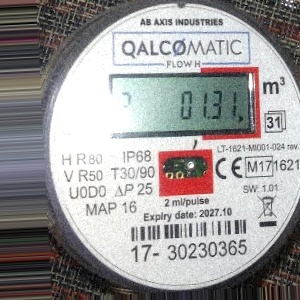 AB AXIS INDUSTRIES
QALCOMATIC
FLOW H
0131,
m³
31
LT-1621-MI001-024 rev.
H R80 IP68
V R50 T30/90
CE M17 1621
U0D0 ΔP 25
SW: 1.01
MAP 16
2 ml/pulse
Expiry date: 2027.10
17- 30230365